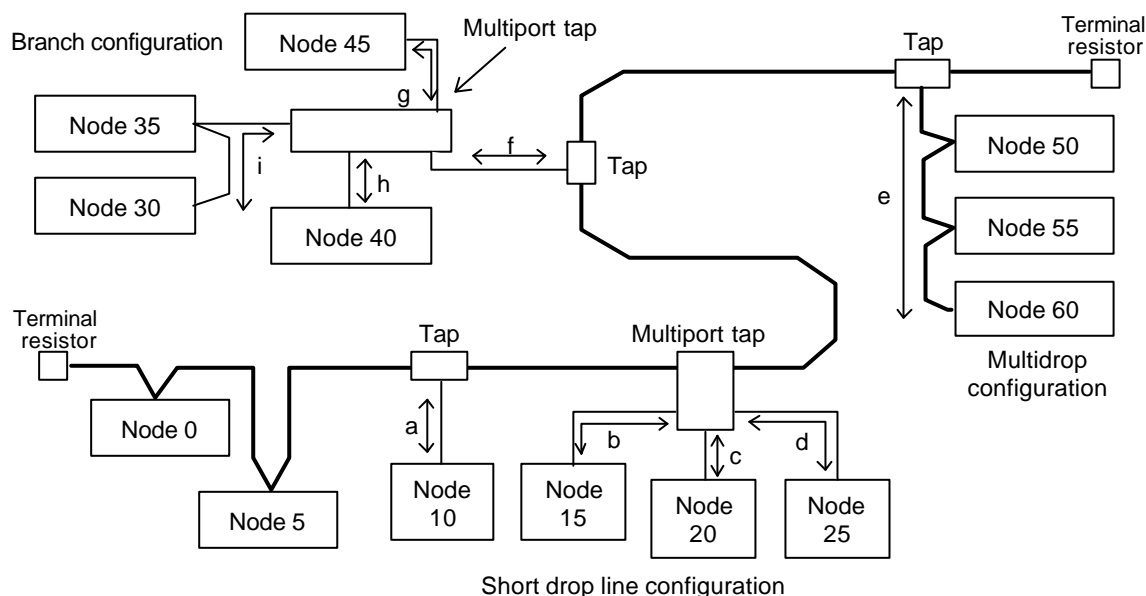 Branch configuration
Node 45
Multiport tap
Tap
Terminal
resistor
Node 35
g
f
Tap
Node 50
i
h
e
Node 30
Node 40
Node 55
Node 60
Multidrop
configuration
Terminal
resistor
Tap
Multiport tap
Node 0
a
b
c
d
Node 5
Node
10
Node
15
Node
20
Node
25
Short drop line configuration